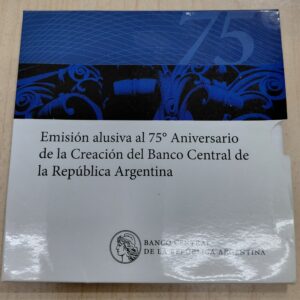 75
Emisión alusiva al 75° Aniversario
de la Creación del Banco Central de
la República Argentina
BANCO CENTRAL
DE LA REPÚBLICA ARGENTINA